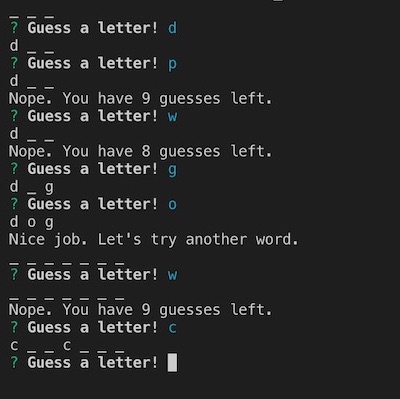 _ _ _
? Guess a letter! d
d _ _
? Guess a letter! p
d _ _
Nope. You have 9 guesses left.
? Guess a letter! w
d _ _
Nope. You have 8 guesses left.
? Guess a letter! g
d _ g
? Guess a letter! o
d o g
Nice job. Let's try another word.
_ _ _ _ _ _ _
? Guess a letter! w
_ _ _ _ _ _ _
Nope. You have 9 guesses left.
? Guess a letter! c
c _ _ c _ _ _
? Guess a letter!